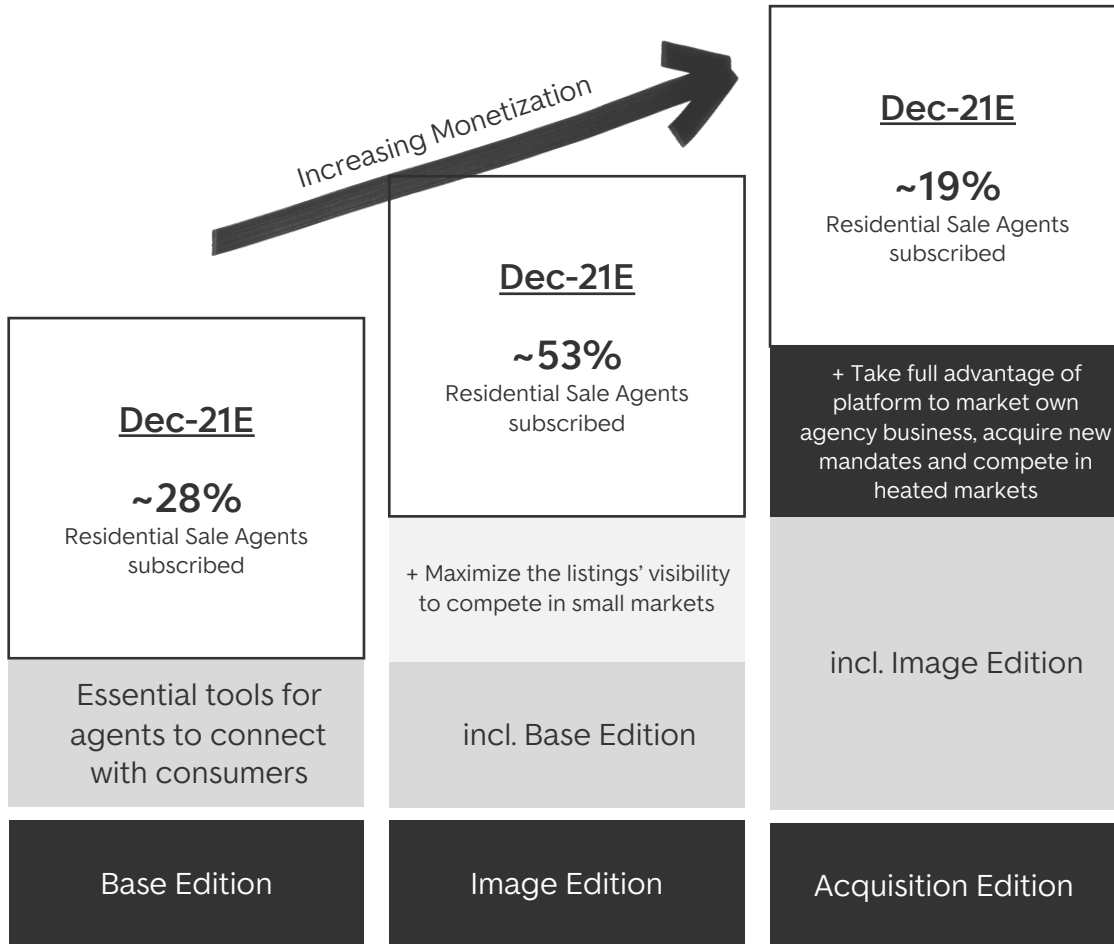 Increasing Monetization
Dec-21E
~28%
Residential Sale Agents
subscribed
Essential tools for
agents to connect
with consumers
Base Edition
Dec-21E
~53%
Residential Sale Agents
subscribed
+ Maximize the listings’ visibility
to compete in small markets
incl. Base Edition
Image Edition
Dec-21E
~19%
Residential Sale Agents
subscribed
+ Take full advantage of
platform to market own
agency business, acquire new
mandates and compete in
heated markets
incl. Image Edition
Acquisition Edition